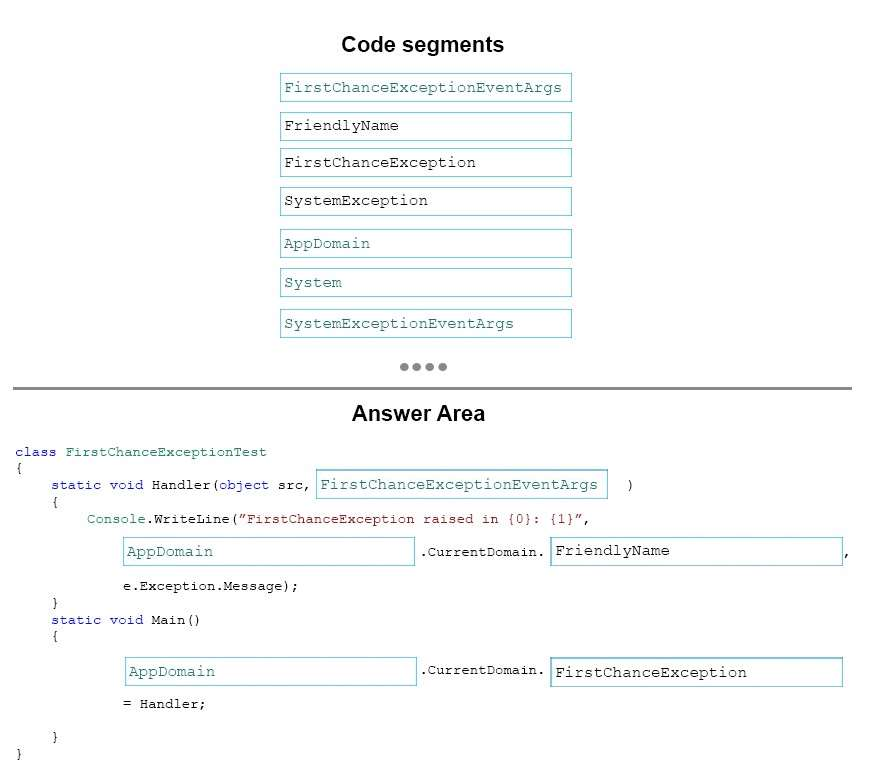 Code segments
FirstChanceExceptionEventArgs
FriendlyName
FirstChanceException
SystemException
AppDomain
System
SystemExceptionEventArgs
Answer Area
class FirstChanceExceptionTest
{
static void Handler(object src, FirstChanceExceptionEventArgs )
{
Console.WriteLine(”FirstChanceException raised in {0}: {1}”,
AppDomain .CurrentDomain. FriendlyName ,
e.Exception.Message);
}
static void Main()
{
AppDomain .CurrentDomain. FirstChanceException
= Handler;
}
}